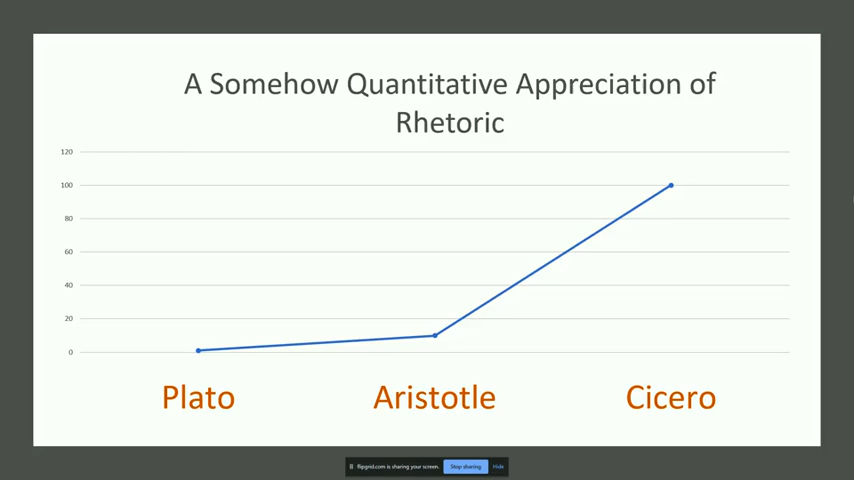 A Somehow Quantitative Appreciation of
Rhetoric
120
100
80
60
40
20
0
Plato Aristotle Cicero
flipgrid.com is sharing your screen. Stop sharing Hide